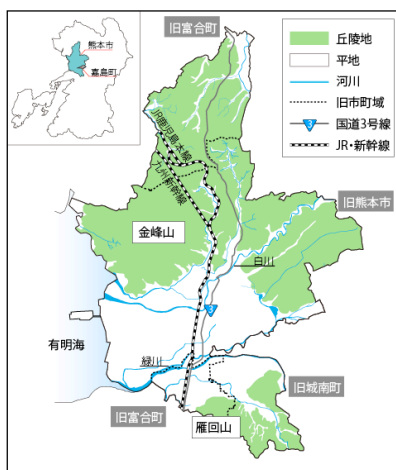 熊本市
嘉島町
旧富合町
丘陵地
平地
河川
旧市町域
3
国道3号線
JR・新幹線
JR鹿児島本線
九州新幹線
旧熊本市
金峰山
白川
3
有明海
緑川
旧城南町
旧富合町
雁回山